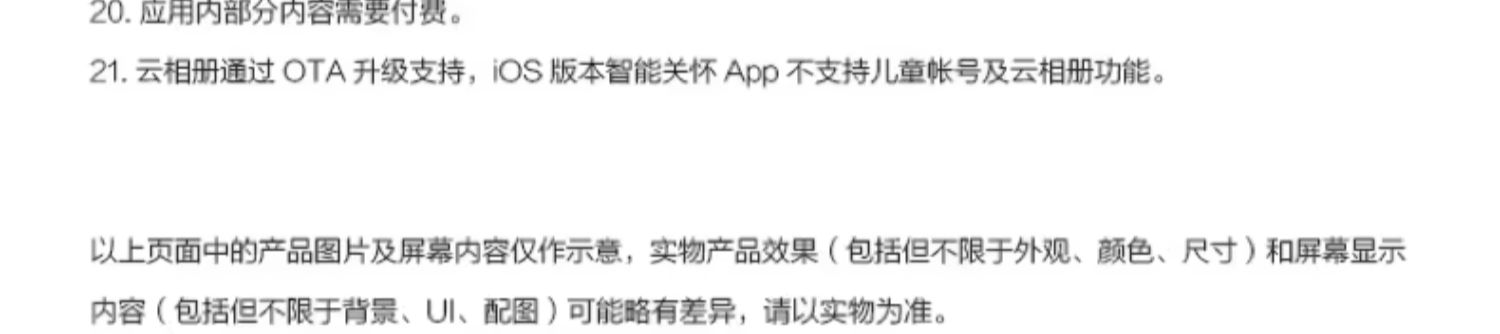 20. 应用内部分内容需要付费。
21. 云相册通过 OTA 升级支持，iOS 版本智能关怀 App 不支持儿童帐号及云相册功能。
以上页面中的产品图片及屏幕内容仅作示意，实物产品效果（包括但不限于外观、颜色、尺寸）和屏幕显示
内容（包括但不限于背景、UI、配图）可能略有差异，请以实物为准。